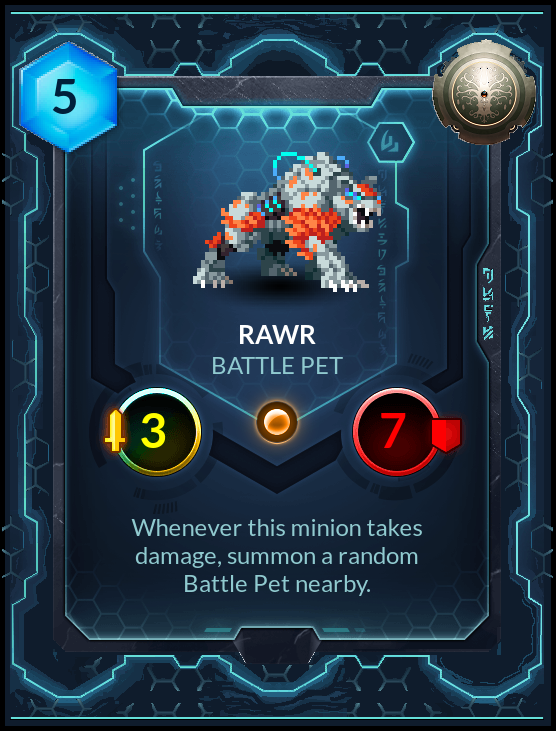 5
RAWR
BATTLE PET
3
7
Whenever this minion takes
damage, summon a random
Battle Pet nearby.